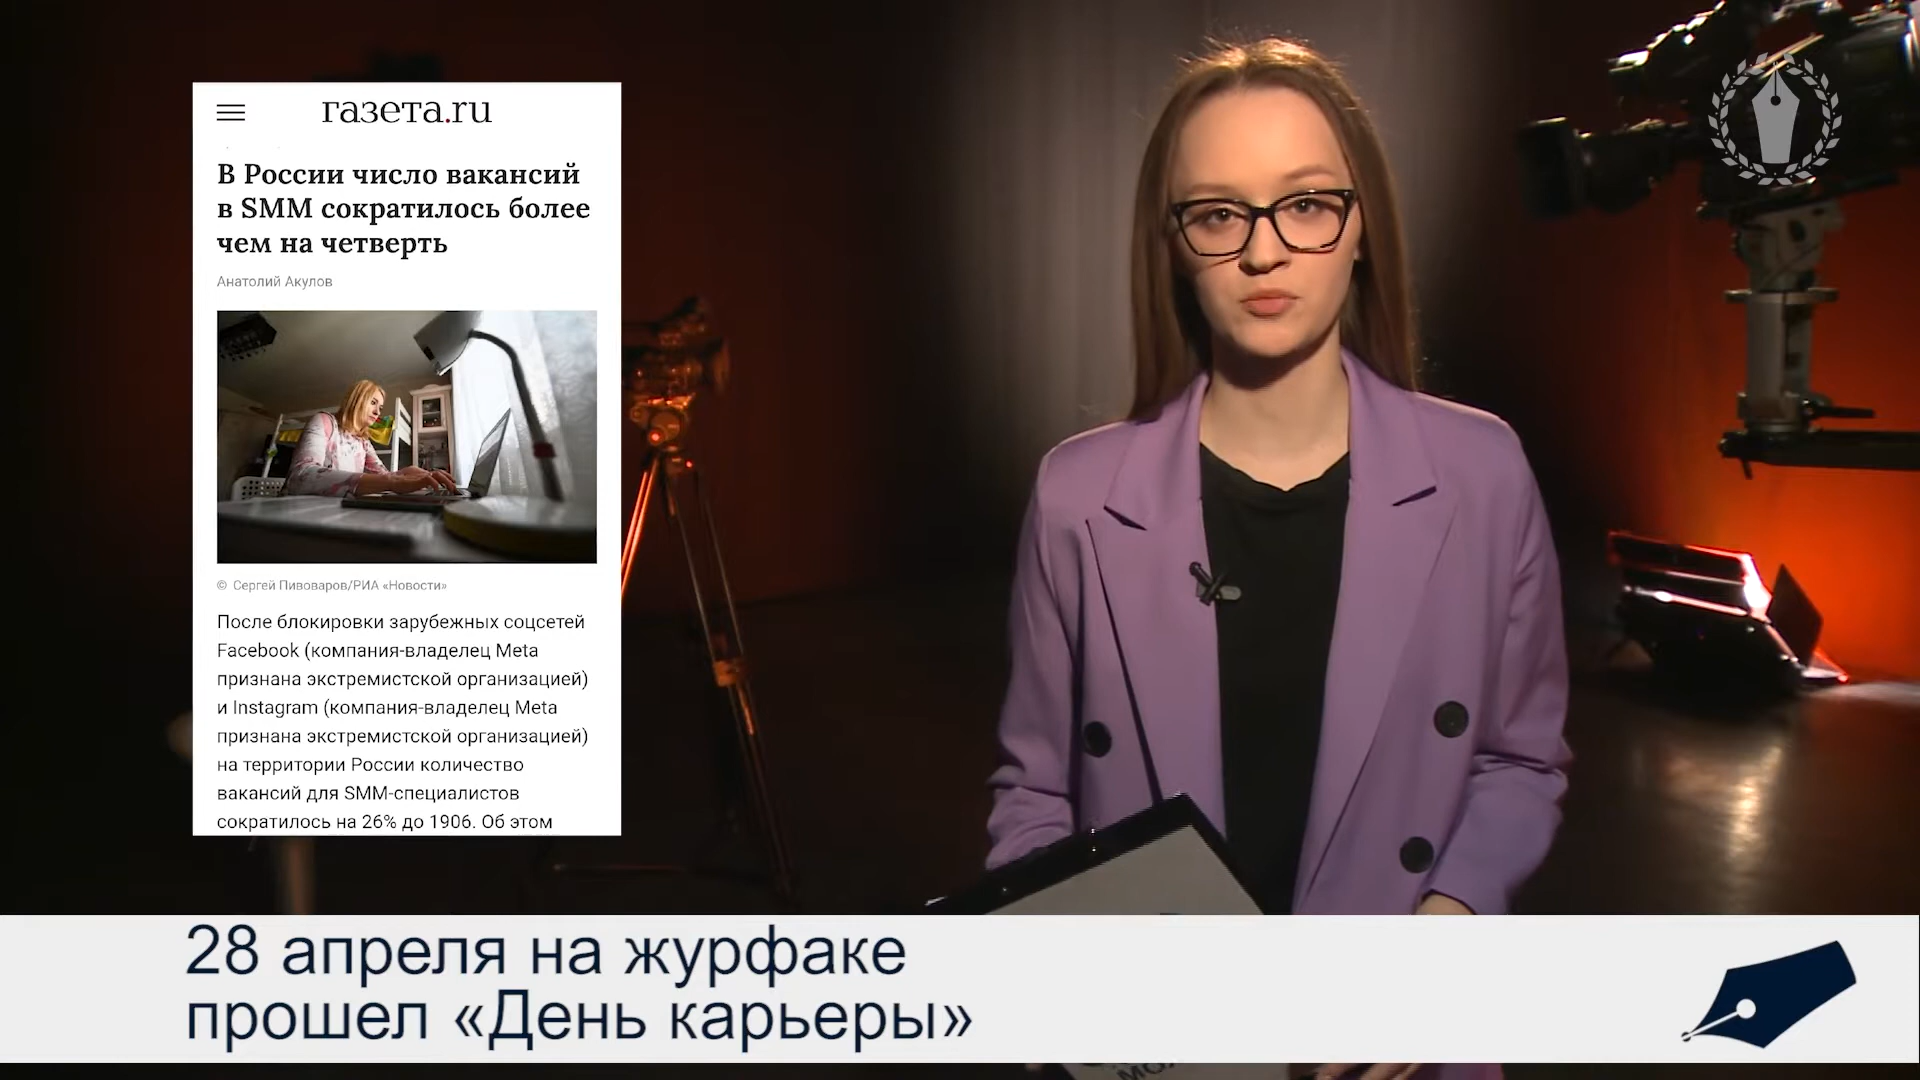 газета.ru
В России число вакансий
в SMM сократилось более
чем на четверть
Анатолий Акулов
© Сергей Пивоваров/РИА «Новости»
После блокировки зарубежных соцсетей
Facebook (компания-владелец Meta
признана экстремистской организацией)
и Instagram (компания-владелец Meta
признана экстремистской организацией)
на территории России количество
вакансий для SMM-специалистов
сократилось на 26% до 1906. Об этом
28 апреля на журфаке
прошел «День карьеры»